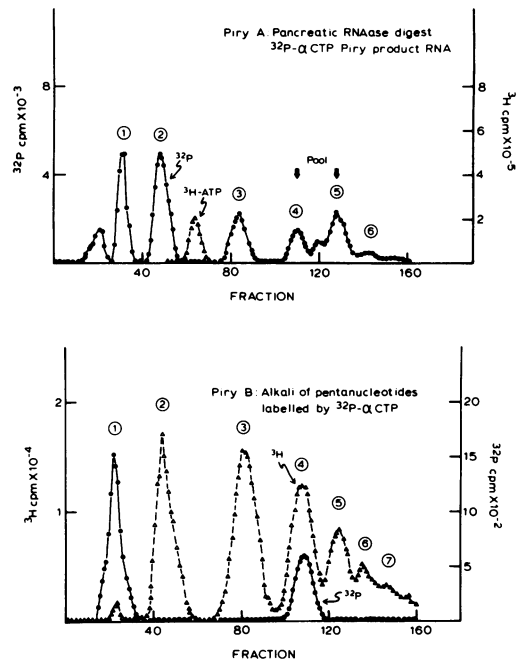 Piry A: Pancreatic RNAase digest
³²P-αCTP Piry product RNA
³²P cpm X10⁻³
8
4
① ② ³²P ³H-ATP ③ Pool ④ ⑤ ⑥
8
6
4
2
³H cpm X10⁻⁵
40 80 120 160
FRACTION
Piry B: Alkali of pentanucleotides
labelled by ³²P-αCTP
³H cpm X10⁻⁴
2
1
① ② ③ ³H ④ ⑤ ⑥ ⑦ ³²P
20
15
10
5
³²P cpm X10⁻²
40 80 120 160
FRACTION